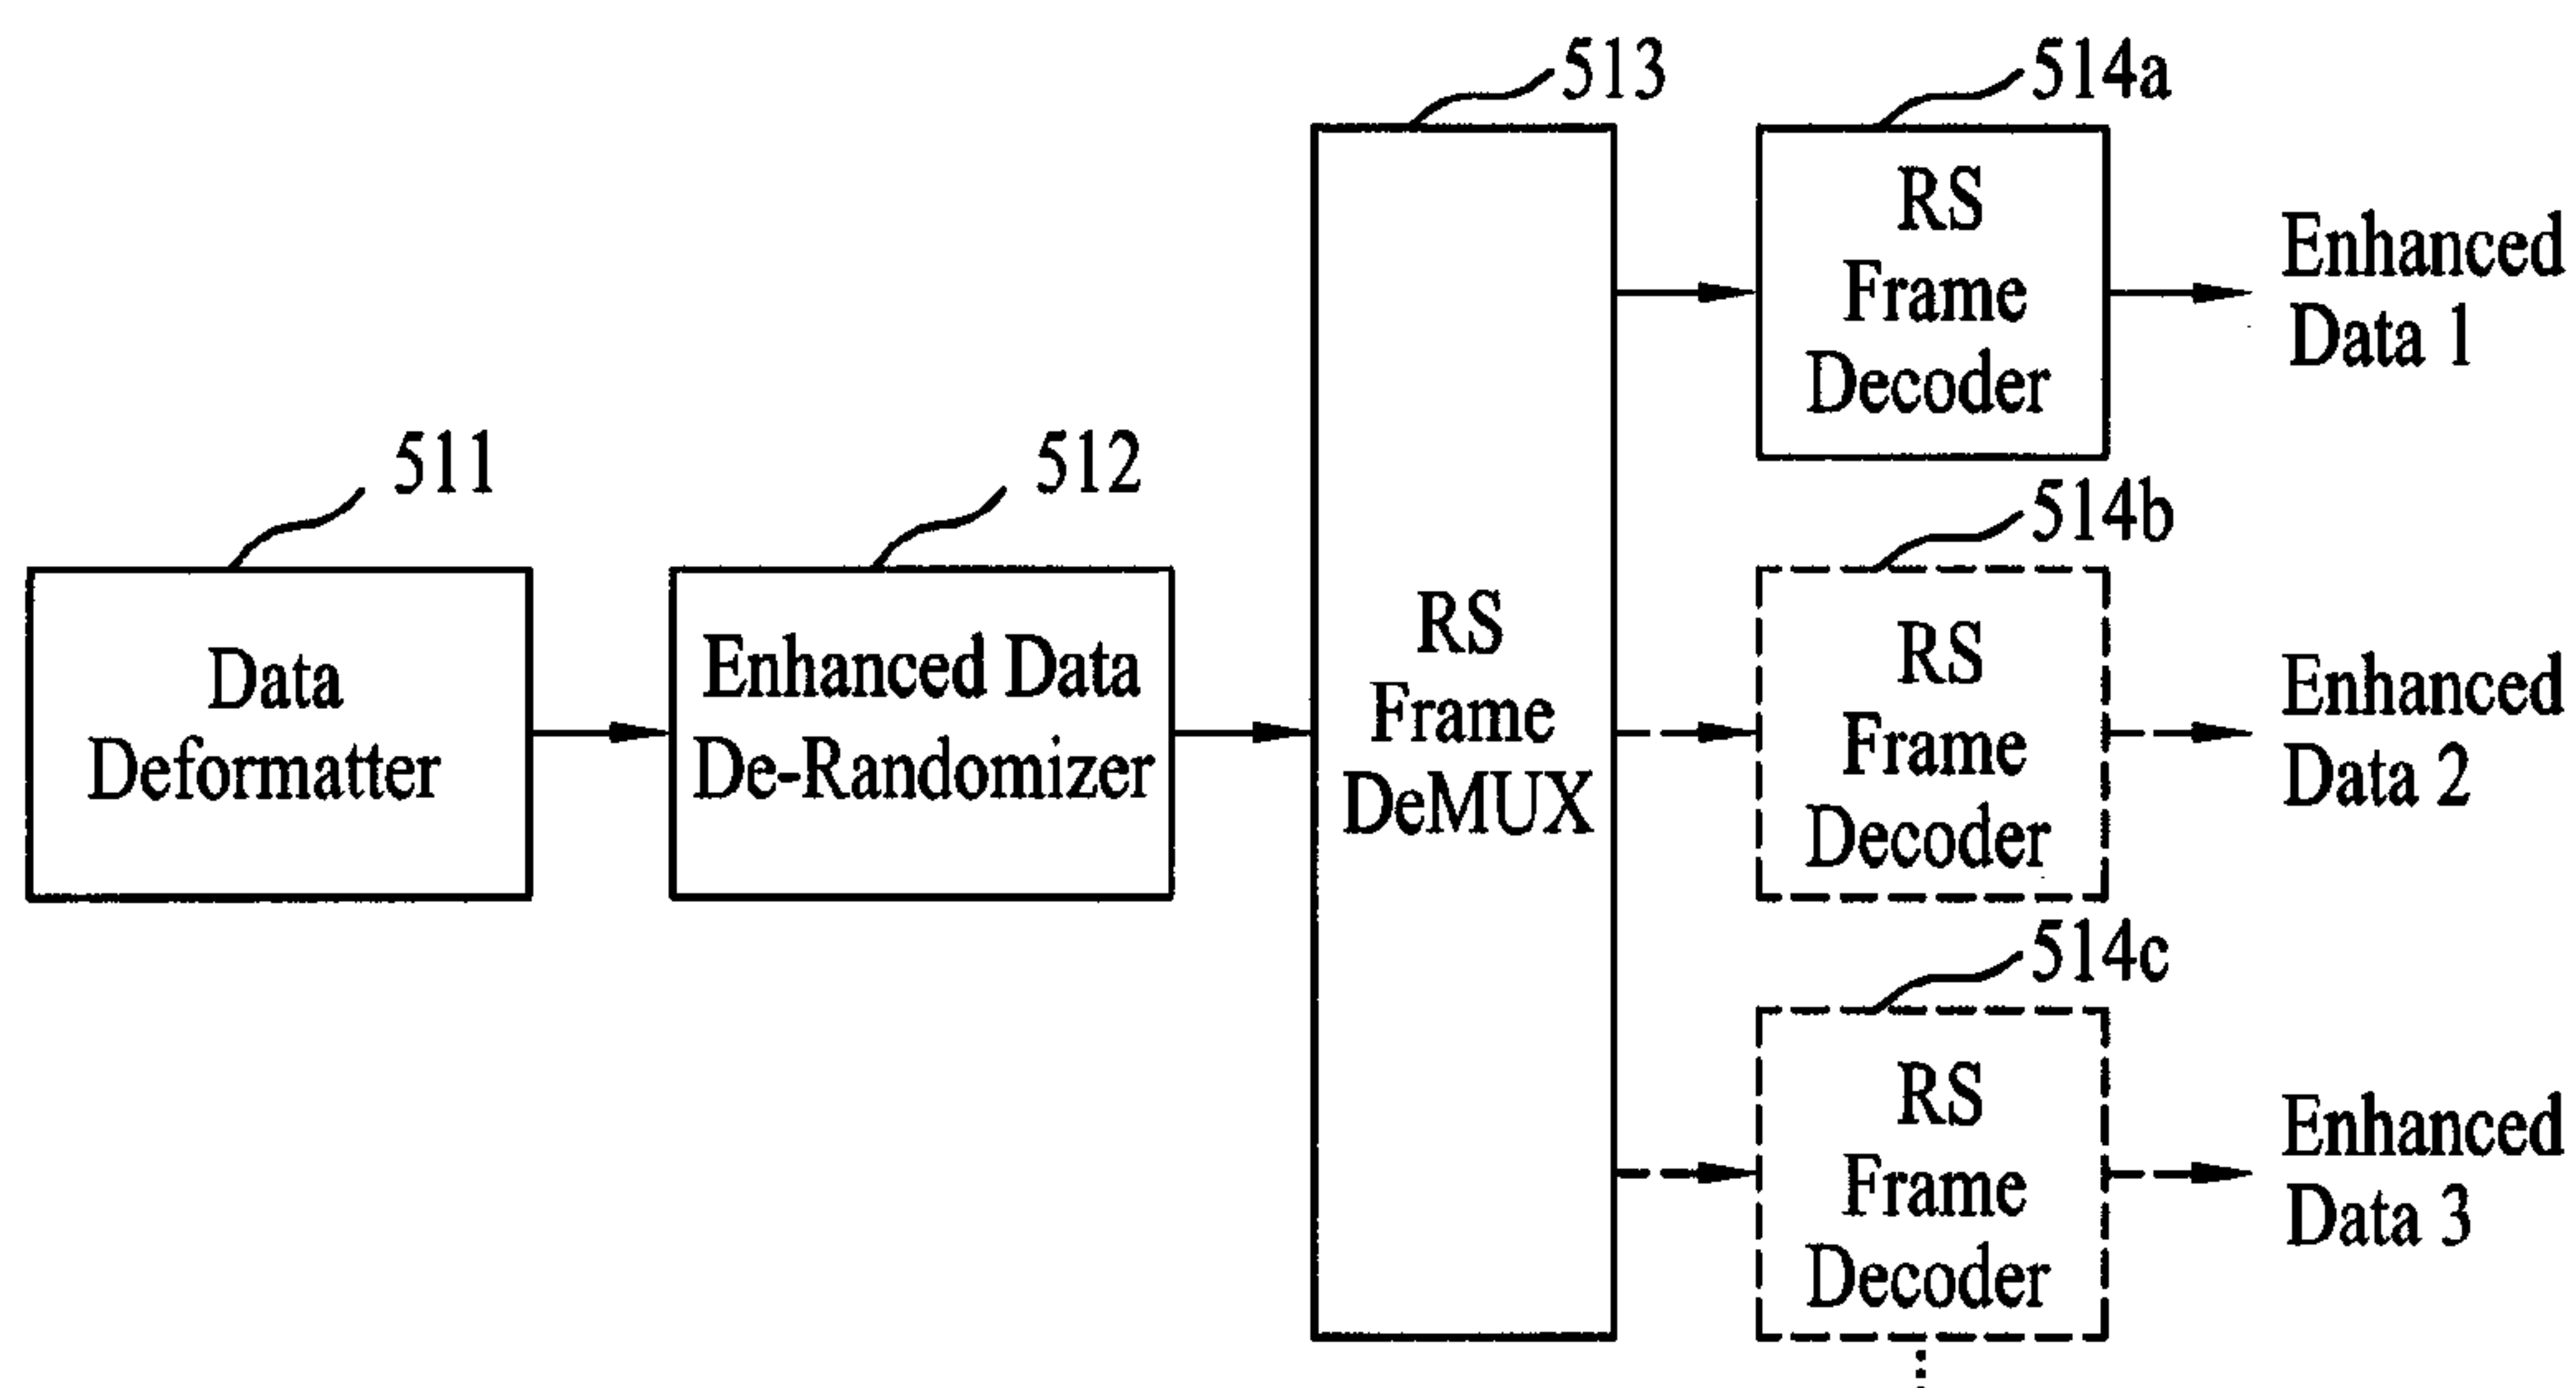 513
514a
RS
Frame
Decoder
Enhanced
Data 1
511
512
514b
Data
Deformatter
Enhanced Data
De-Randomizer
RS
Frame
DeMUX
RS
Frame
Decoder
Enhanced
Data 2
514c
RS
Frame
Decoder
Enhanced
Data 3